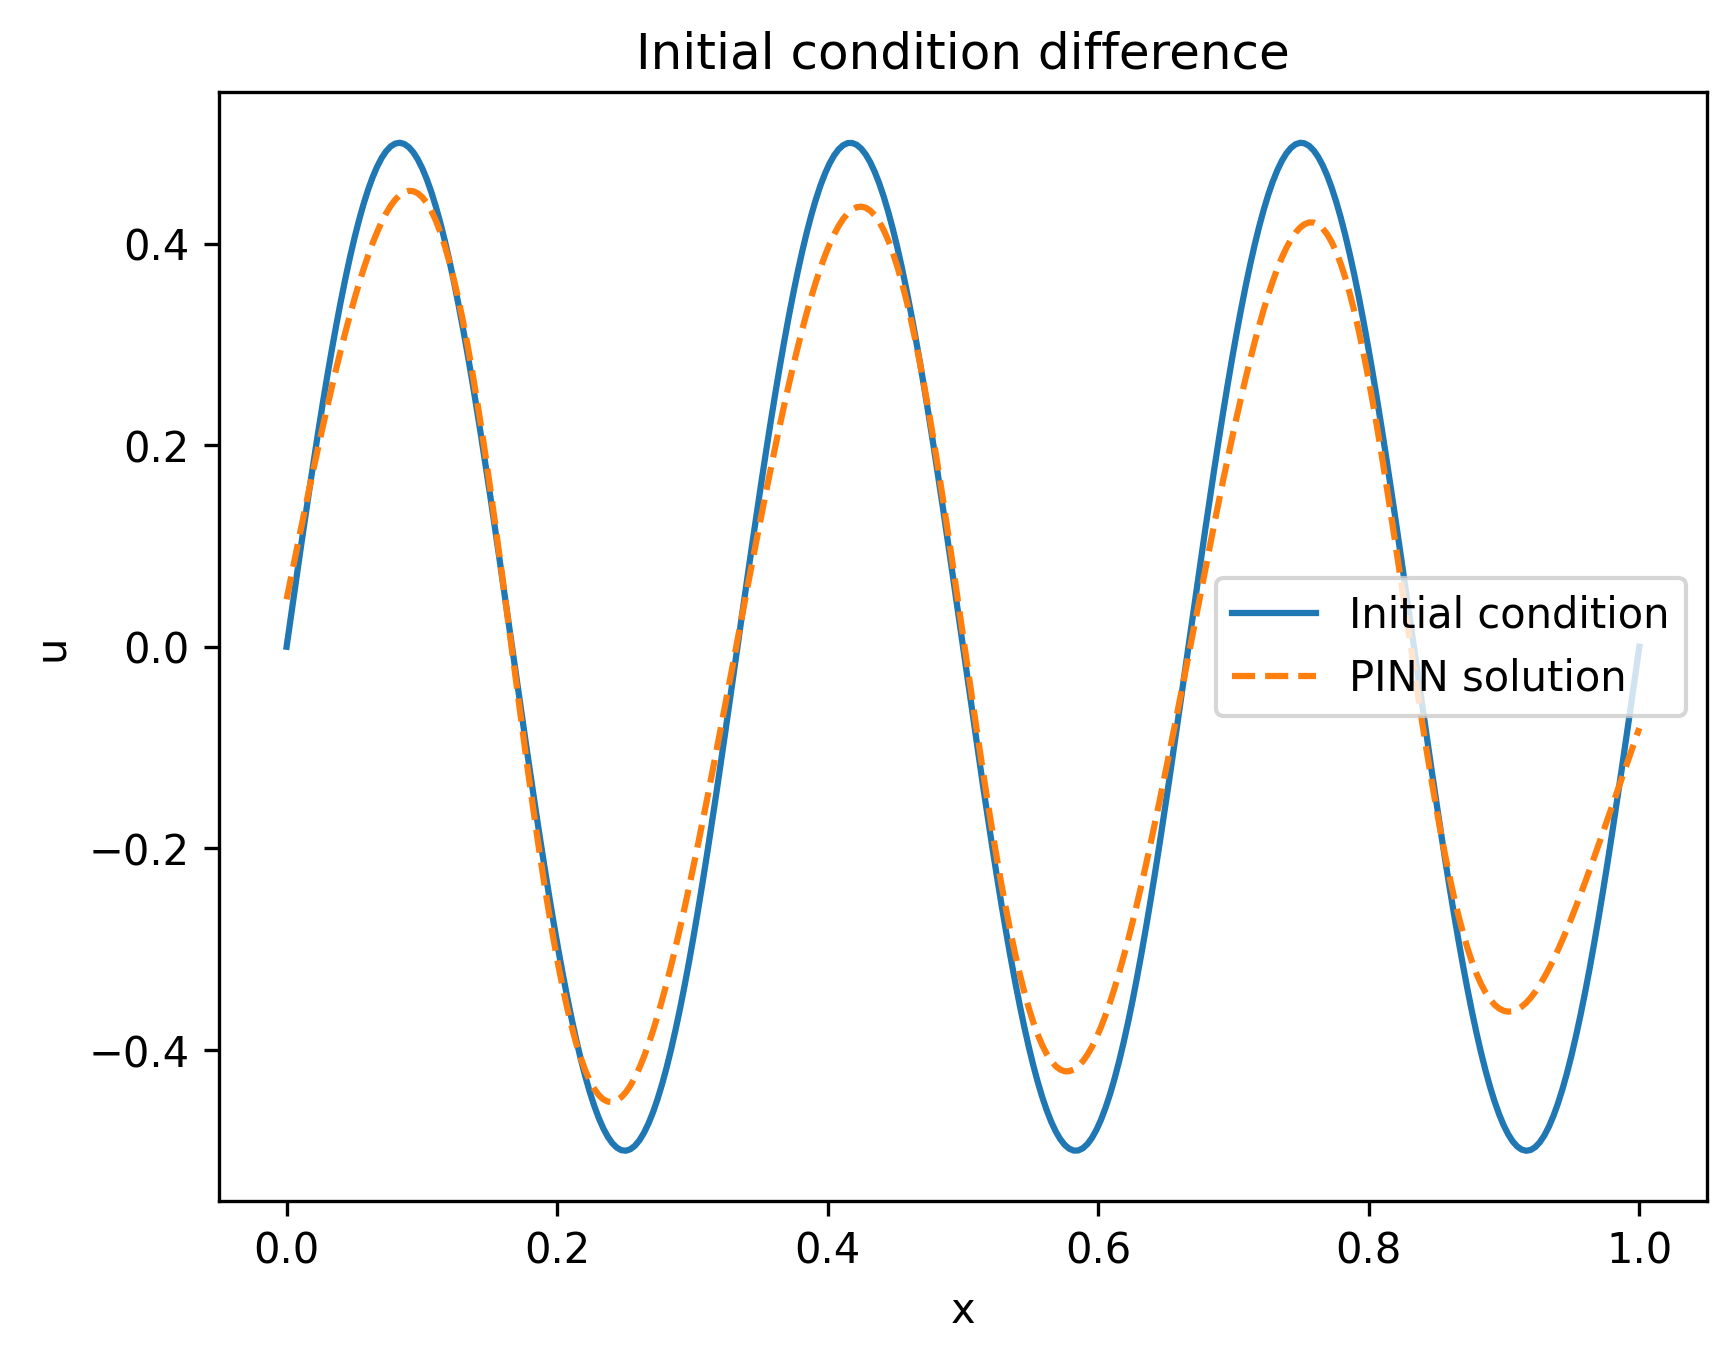 Initial condition difference
0.4
0.2
0.0
−0.2
−0.4
u
Initial condition
PINN solution
0.0 0.2 0.4 0.6 0.8 1.0
x